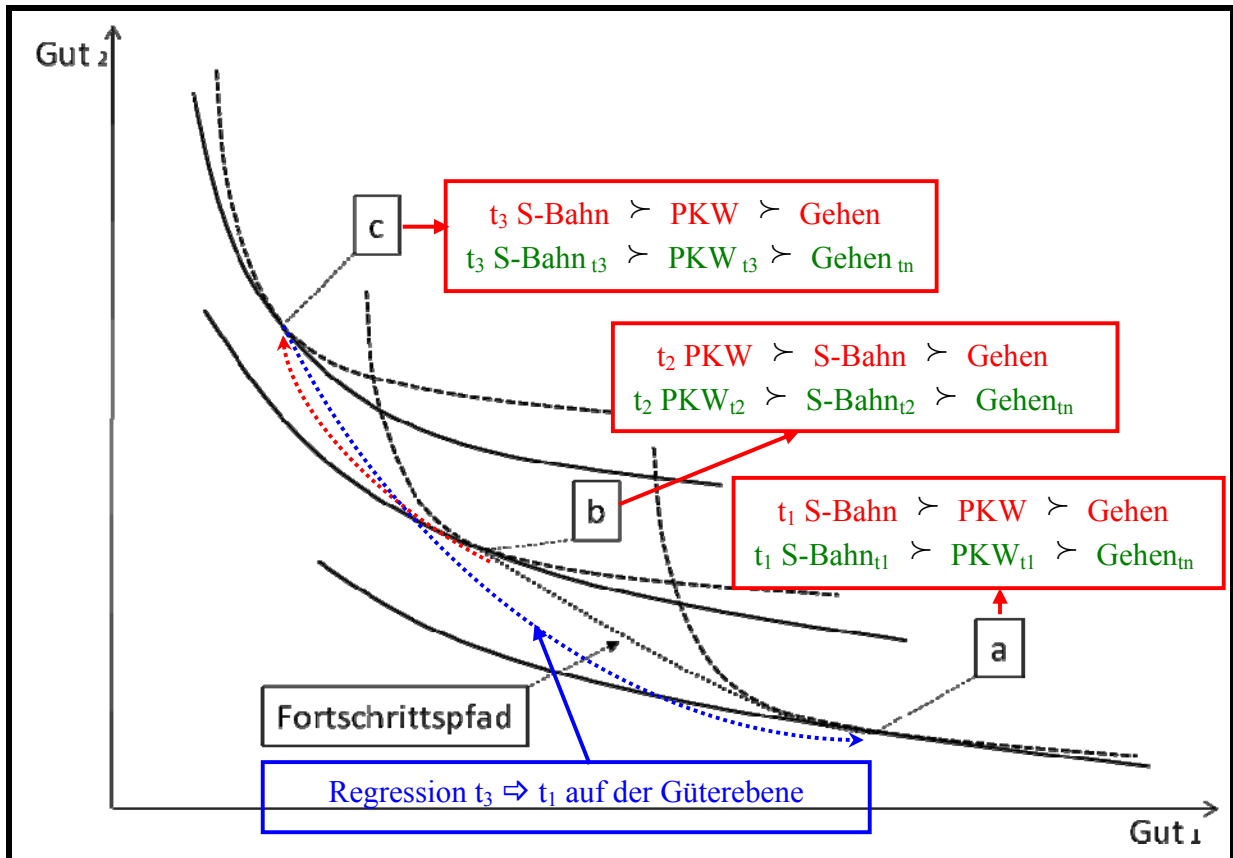 Gut 2
c
t3 S-Bahn ≻ PKW ≻ Gehen
t3 S-Bahn t3 ≻ PKW t3 ≻ Gehen tn
t2 PKW ≻ S-Bahn ≻ Gehen
t2 PKWt2 ≻ S-Bahnt2 ≻ Gehentn
b
t1 S-Bahn ≻ PKW ≻ Gehen
t1 S-Bahnt1 ≻ PKWt1 ≻ Gehentn
a
Fortschrittspfad
Regression t3 ⇨ t1 auf der Güterebene
Gut 1